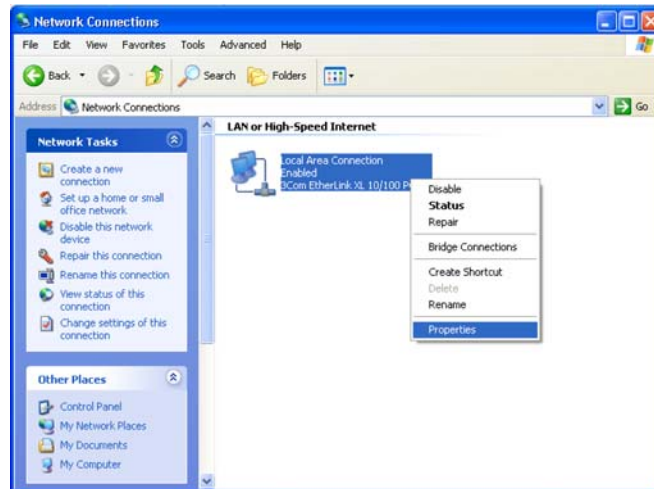 Network Connections
File Edit View Favorites Tools Advanced Help
Back Search Folders
Address Network Connections Go
Network Tasks
Create a new
connection
Set up a home or small
office network
Disable this network
device
Repair this connection
Rename this connection
View status of this
connection
Change settings of this
connection
Other Places
Control Panel
My Network Places
My Documents
My Computer
LAN or High-Speed Internet
Local Area Connection
Enabled
3Com EtherLink XL 10/100
Disable
Status
Repair
Bridge Connections
Create Shortcut
Delete
Rename
Properties